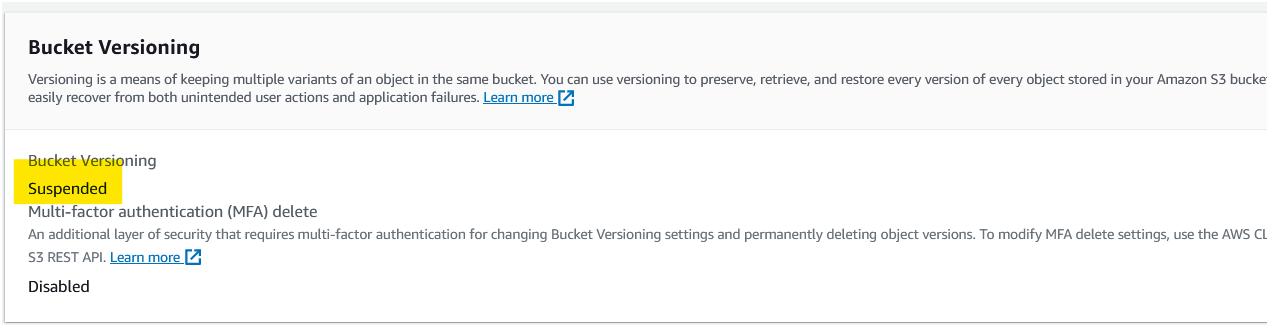 Bucket Versioning
Versioning is a means of keeping multiple variants of an object in the same bucket. You can use versioning to preserve, retrieve, and restore every version of every object stored in your Amazon S3 bucke
easily recover from both unintended user actions and application failures. Learn more
Bucket Versioning
Suspended
Multi-factor authentication (MFA) delete
An additional layer of security that requires multi-factor authentication for changing Bucket Versioning settings and permanently deleting object versions. To modify MFA delete settings, use the AWS CL
S3 REST API. Learn more
Disabled